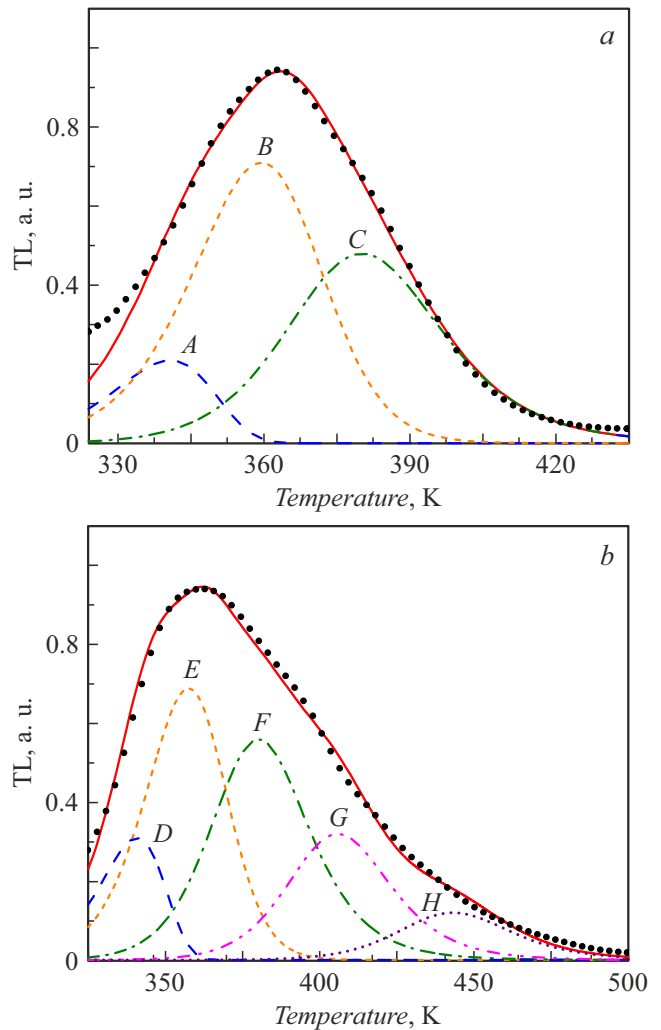 a
TL, a. u.
0.8
0.4
0
A
B
C
330
360
390
420
Temperature, K
b
TL, a. u.
0.8
0.4
0
D
E
F
G
H
350
400
450
500
Temperature, K